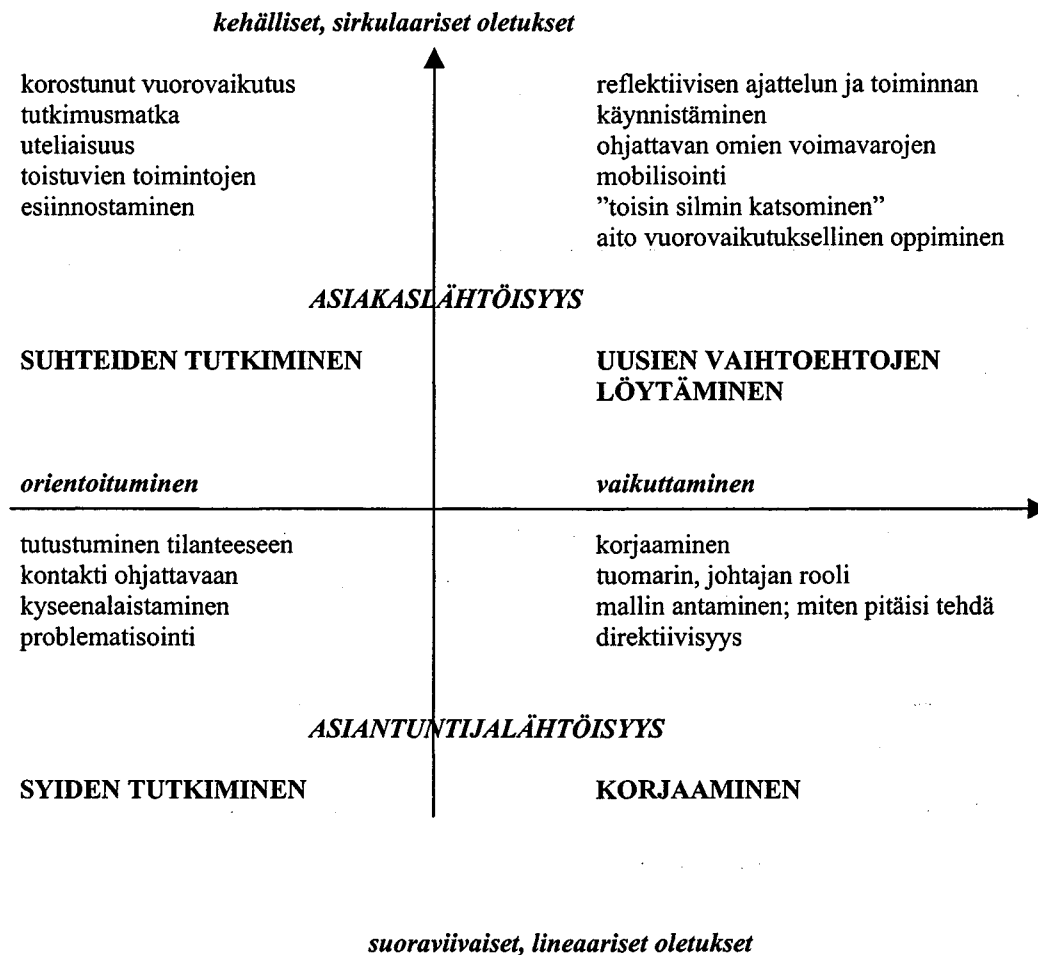 kehälliset, sirkulaariset oletukset
korostunut vuorovaikutus
tutkimusmatka
uteliaisuus
toistuvien toimintojen
esiinnostaminen
reflektiivisen ajattelun ja toiminnan
käynnistäminen
ohjattavan omien voimavarojen
mobilisointi
”toisin silmin katsominen”
aito vuorovaikutuksellinen oppiminen
ASIAKASLÄHTÖISYYS
SUHTEIDEN TUTKIMINEN
UUSIEN VAIHTOEHTOJEN
LÖYTÄMINEN
orientoituminen
vaikuttaminen
tutustuminen tilanteeseen
kontakti ohjattavaan
kyseenalaistaminen
problematisointi
korjaaminen
tuomarin, johtajan rooli
mallin antaminen; miten pitäisi tehdä
direktiivisyys
ASIANTUNTIJALÄHTÖISYYS
SYIDEN TUTKIMINEN
KORJAAMINEN
suoraviivaiset, lineaariset oletukset